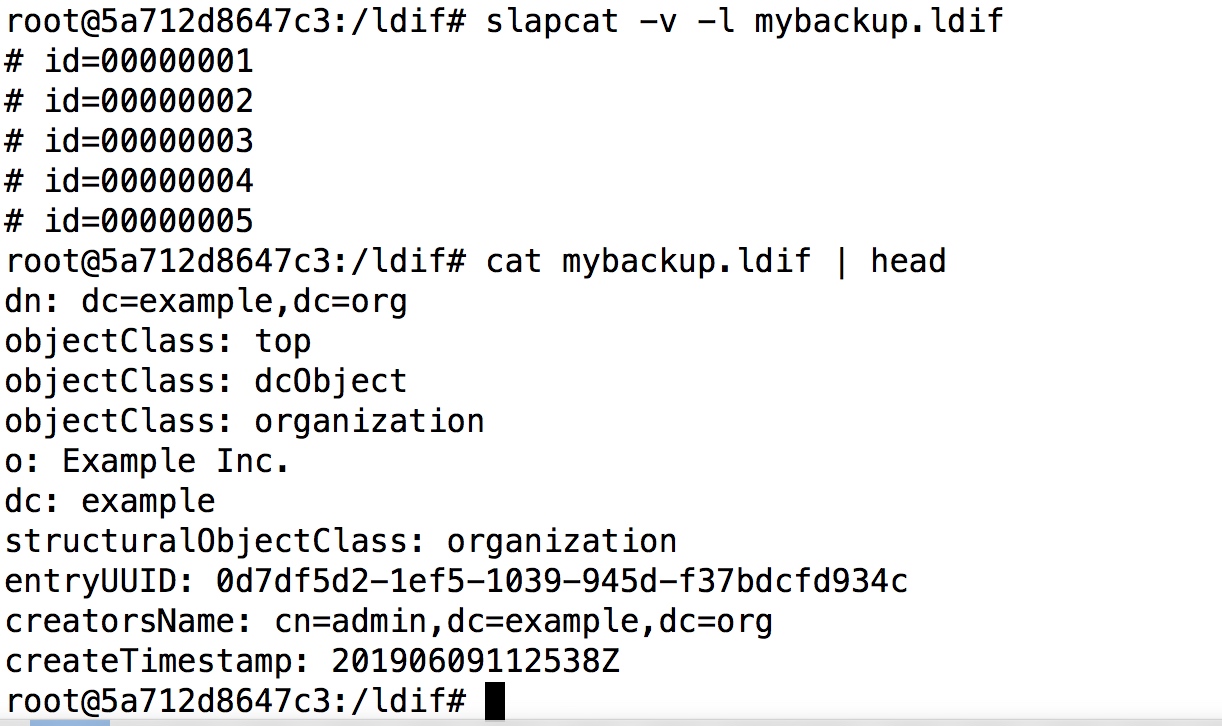 root@5a712d8647c3:/ldif# slapcat -v -l mybackup.ldif
# id=00000001
# id=00000002
# id=00000003
# id=00000004
# id=00000005
root@5a712d8647c3:/ldif# cat mybackup.ldif | head
dn: dc=example,dc=org
objectClass: top
objectClass: dcObject
objectClass: organization
o: Example Inc.
dc: example
structuralObjectClass: organization
entryUUID: 0d7df5d2-1ef5-1039-945d-f37bdcfd934c
creatorsName: cn=admin,dc=example,dc=org
createTimestamp: 20190609112538Z
root@5a712d8647c3:/ldif#